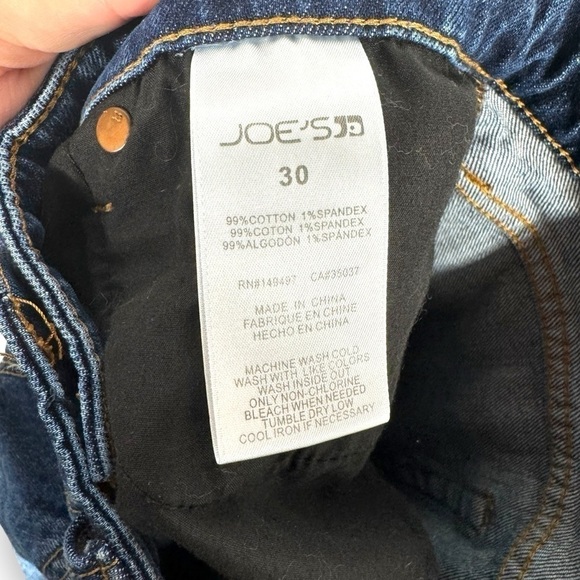 JOE'S
30
99%COTTON 1%SPANDEX
99%COTON 1%SPANDEX
99%ALGODÓN 1%SPÁNDEX
RN#149497 CA#35037
MADE IN CHINA
FABRIQUE EN CHINE
HECHO EN CHINA
MACHINE WASH COLD
WASH WITH LIKE COLORS
WASH INSIDE OUT
ONLY NON-CHLORINE
BLEACH WHEN NEEDED
TUMBLE DRY LOW
COOL IRON IF NECESSARY